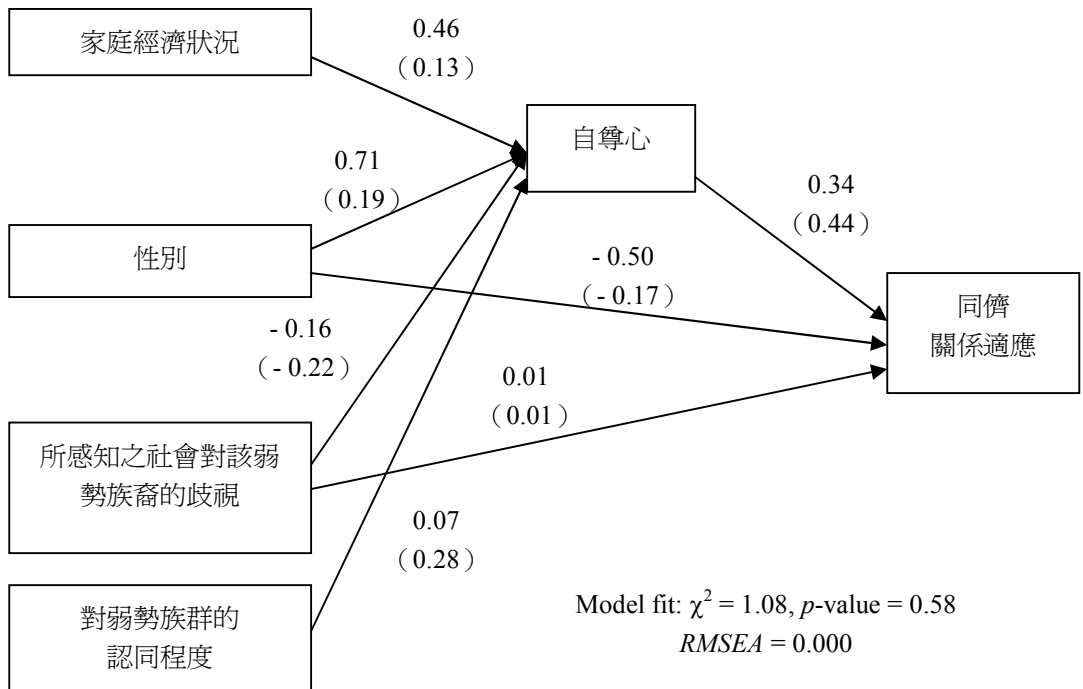 家庭經濟狀況
0.46
（0.13）
自尊心
0.71
（0.19）
0.34
（0.44）
性別
- 0.50
（- 0.17）
同儕
關係適應
- 0.16
（- 0.22）
0.01
（0.01）
所感知之社會對該弱
勢族裔的歧視
0.07
（0.28）
對弱勢族群的
認同程度
Model fit: χ² = 1.08, p-value = 0.58
RMSEA = 0.000